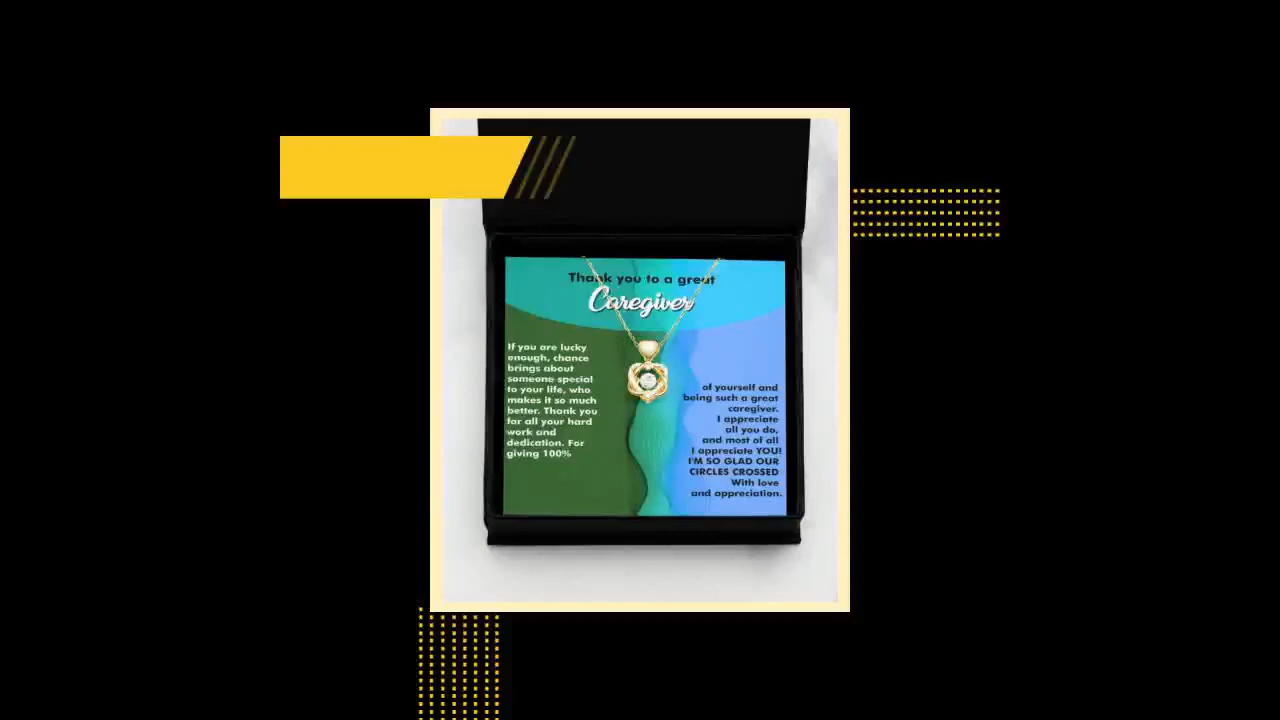 Thank you to a great
Caregiver
If you are lucky
enough, chance
brings about
someone special
to your life, who
makes it so much
better. Thank you
for all your hard
work and
dedication. For
giving 100%
of yourself and
being such a great
caregiver.
I appreciate
all you do,
and most of all
I appreciate YOU!
I'M SO GLAD OUR
CIRCLES CROSSED
With love
and appreciation.